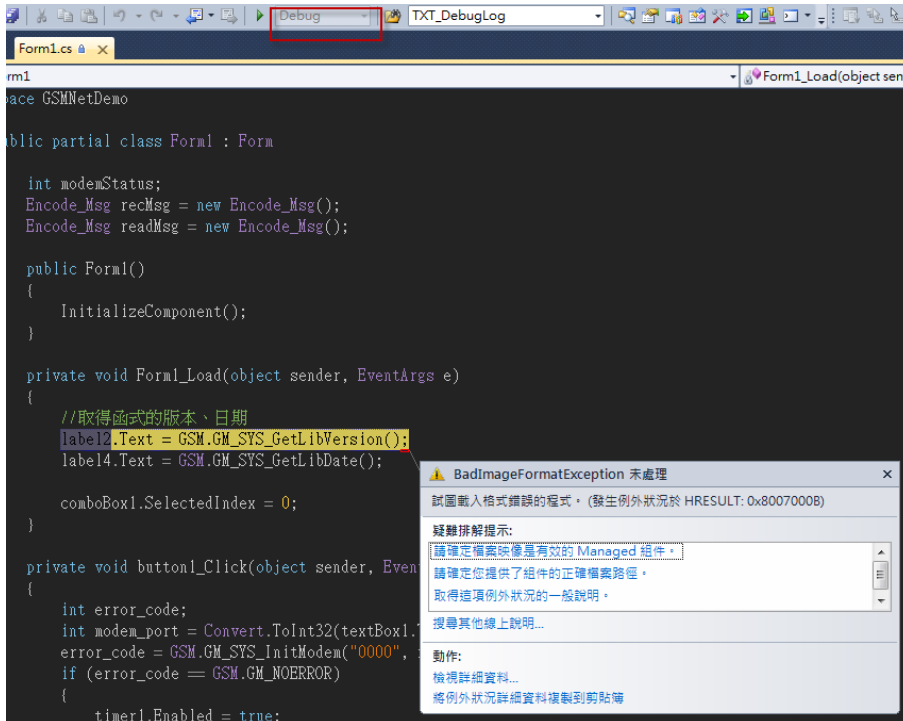 Debug
TXT_DebugLog
Form1.cs
rm1
Form1_Load(object sen
pace GSMNetDemo
ublic partial class Form1 : Form
int modemStatus;
Encode_Msg recMsg = new Encode_Msg();
Encode_Msg readMsg = new Encode_Msg();
public Form1()
{
InitializeComponent();
}
private void Form1_Load(object sender, EventArgs e)
{
//取得函式的版本、日期
label2.Text = GSM.GM_SYS_GetLibVersion();
label4.Text = GSM.GM_SYS_GetLibDate();
comboBox1.SelectedIndex = 0;
}
private void button1_Click(object sender, Even
{
int error_code;
int modem_port = Convert.ToInt32(textBox1.
error_code = GSM.GM_SYS_InitModem("0000",
if (error_code == GSM.GM_NOERROR)
{
timer1.Enabled = true;
BadImageFormatException 未處理
試圖載入格式錯誤的程式。 (發生例外狀況於 HRESULT: 0x8007000B)
疑難排解提示:
請確定檔案映像是有效的 Managed 組件。
請確定您提供了組件的正確檔案路徑。
取得這項例外狀況的一般說明。
搜尋其他線上說明...
動作:
檢視詳細資料...
將例外狀況詳細資料複製到剪貼簿